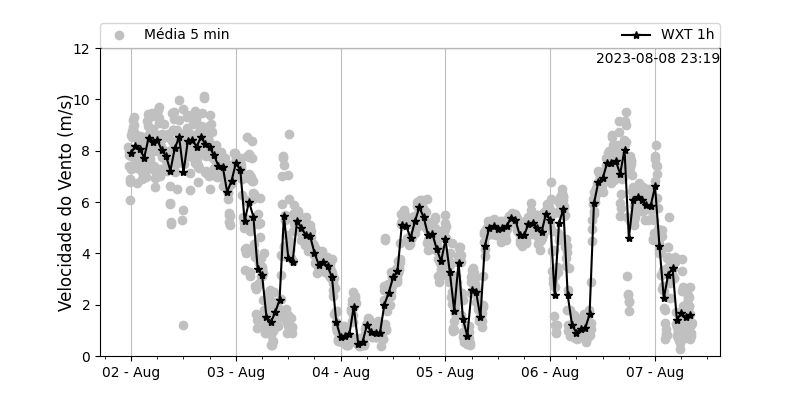 Média 5 min
WXT 1h
2023-08-08 23:19
Velocidade do Vento (m/s)
12
10
8
6
4
2
0
02 - Aug
03 - Aug
04 - Aug
05 - Aug
06 - Aug
07 - Aug